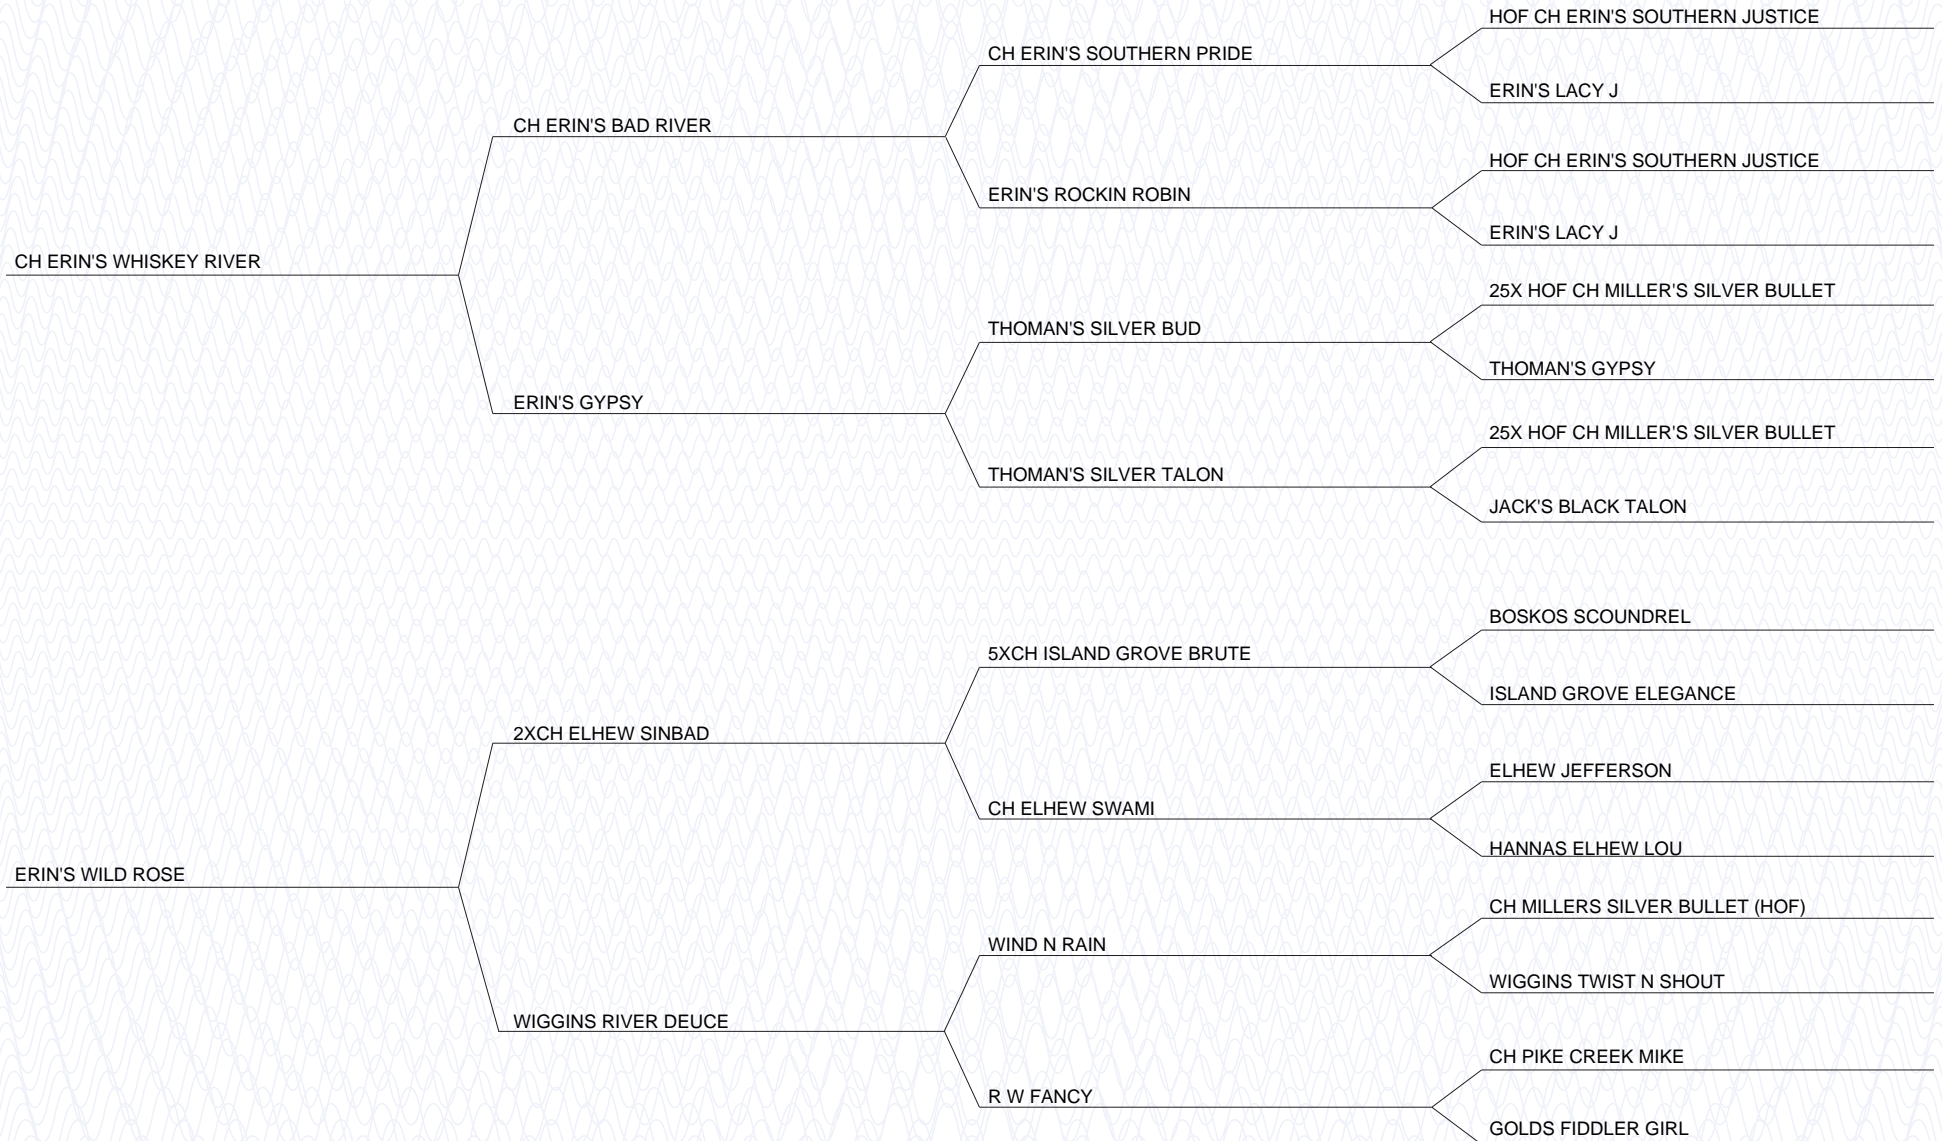 HOF CH ERIN'S SOUTHERN JUSTICE
CH ERIN'S SOUTHERN PRIDE
ERIN'S LACY J
CH ERIN'S BAD RIVER
HOF CH ERIN'S SOUTHERN JUSTICE
ERIN'S ROCKIN ROBIN
ERIN'S LACY J
CH ERIN'S WHISKEY RIVER
25X HOF CH MILLER'S SILVER BULLET
THOMAN'S SILVER BUD
THOMAN'S GYPSY
ERIN'S GYPSY
25X HOF CH MILLER'S SILVER BULLET
THOMAN'S SILVER TALON
JACK'S BLACK TALON
BOSKOS SCOUNDREL
5XCH ISLAND GROVE BRUTE
ISLAND GROVE ELEGANCE
2XCH ELHEW SINBAD
ELHEW JEFFERSON
CH ELHEW SWAMI
HANNAS ELHEW LOU
ERIN'S WILD ROSE
CH MILLERS SILVER BULLET (HOF)
WIND N RAIN
WIGGINS TWIST N SHOUT
WIGGINS RIVER DEUCE
CH PIKE CREEK MIKE
R W FANCY
GOLDS FIDDLER GIRL